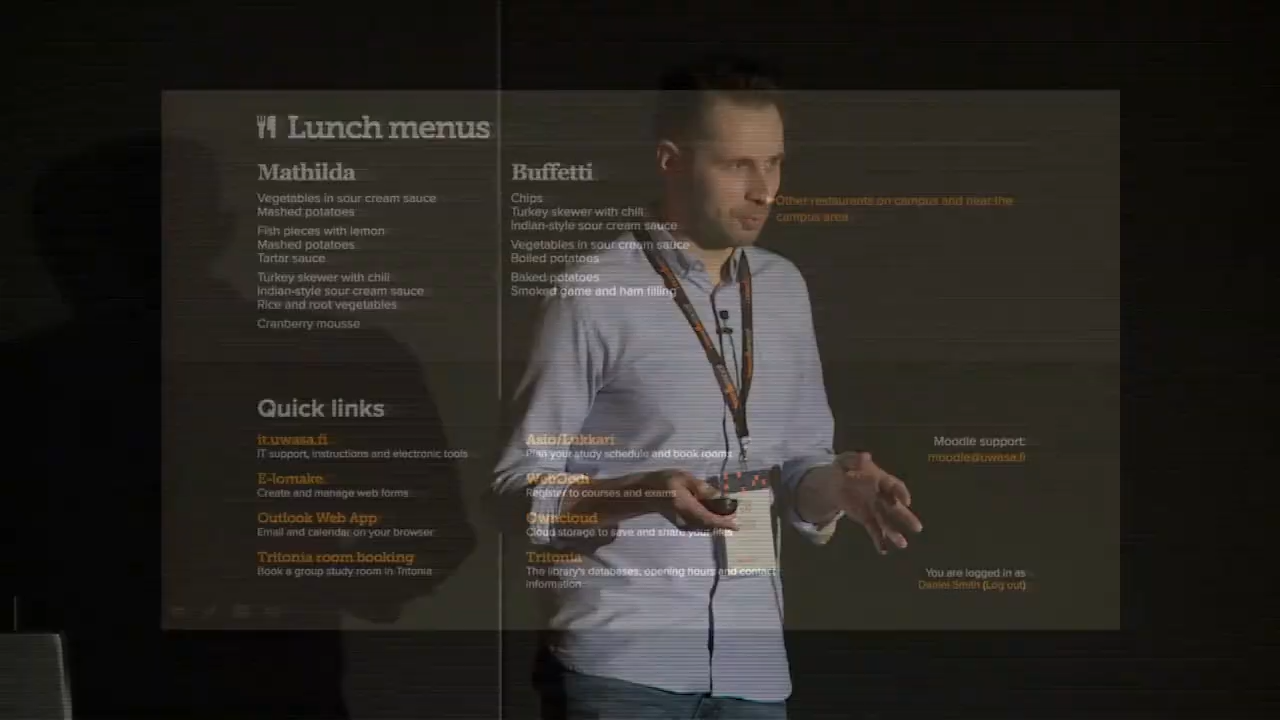 Lunch menus
Mathilda
Vegetables in sour cream sauce
Mashed potatoes
Fish pieces with lemon
Mashed potatoes
Tartar sauce
Turkey skewer with chili
Indian-style sour cream sauce
Rice and root vegetables
Cranberry mousse
Buffetti
Chips
Turkey skewer with chili
Indian-style sour cream sauce
Vegetables in sour cream sauce
Boiled potatoes
Baked potatoes
Smoked game and ham filling
Other restaurants on campus and near the
campus area
Quick links
it.uwasa.fi
IT support, instructions and electronic tools
E-lomake
Create and manage web forms
Outlook Web App
Email and calendar on your browser
Tritonia room booking
Book a group study room in Tritonia
Asio/Lukkari
Plan your study schedule and book rooms
WebOodi
Register to courses and exams
Owncloud
Cloud storage to save and share your files
Tritonia
The library's databases, opening hours and contact
information
Moodle support:
moodle@uwasa.fi
You are logged in as
Daniel Smith (Log out)